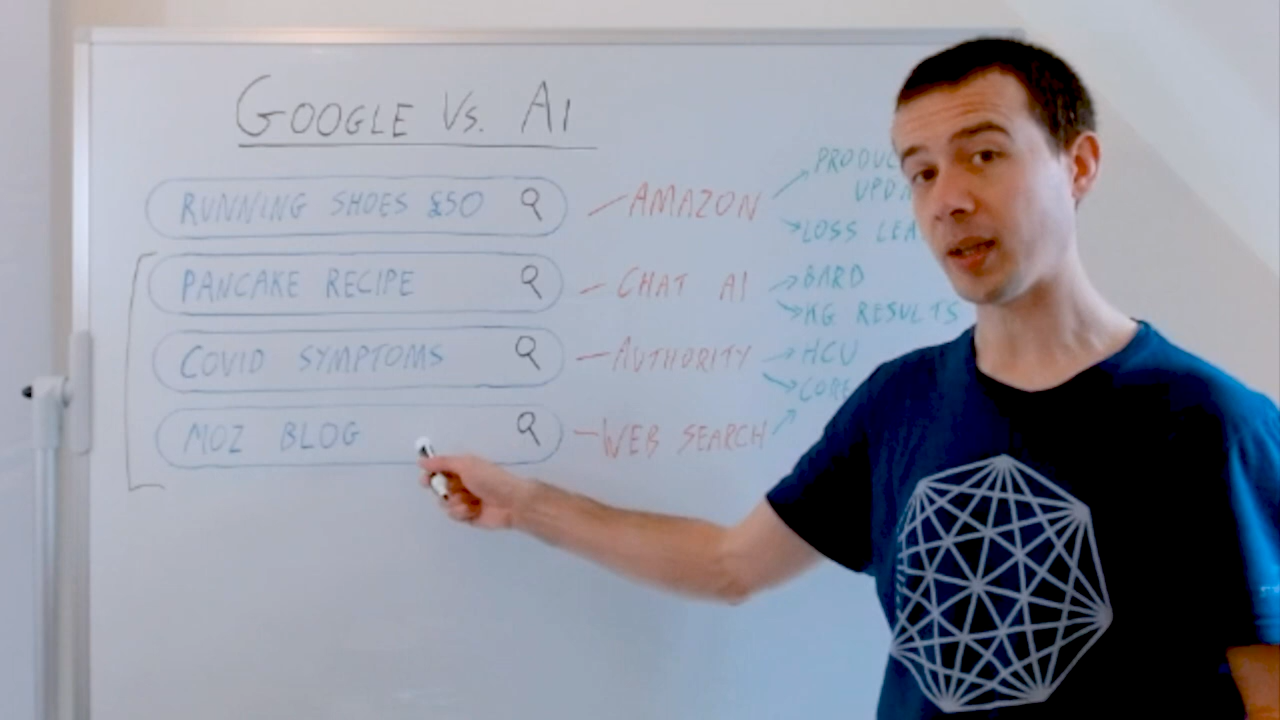 GOOGLE VS. AI
RUNNING SHOES £50
AMAZON
LOSS
PANCAKE RECIPE
CHAT AI
BARD
KG RESULTS
COVID SYMPTOMS
AUTHORITY
HCU
CORE
MOZ BLOG
WEB SEARCH